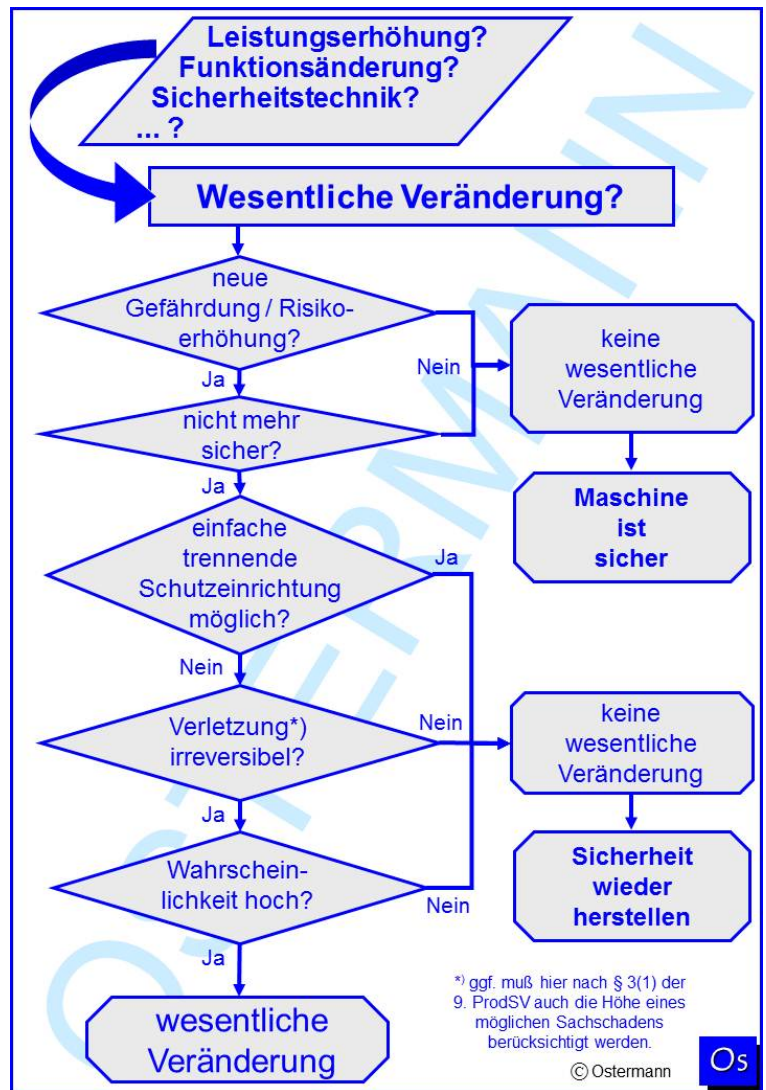 Leistungserhöhung?
Funktionsänderung?
Sicherheitstechnik?
... ?
Wesentliche Veränderung?
neue
Gefährdung / Risiko-
erhöhung?
Nein
keine
wesentliche
Veränderung
Ja
nicht mehr
sicher?
Ja
Maschine
ist
sicher
einfache
trennende
Schutzeinrichtung
möglich?
Ja
Nein
Verletzung*)
irreversibel?
Nein
keine
wesentliche
Veränderung
Ja
Wahrschein-
lichkeit hoch?
Nein
Sicherheit
wieder
herstellen
Ja
wesentliche
Veränderung
*) ggf. muß hier nach § 3(1) der
9. ProdSV auch die Höhe eines
möglichen Sachschadens
berücksichtigt werden.
© Ostermann
Os
OSTERMANN